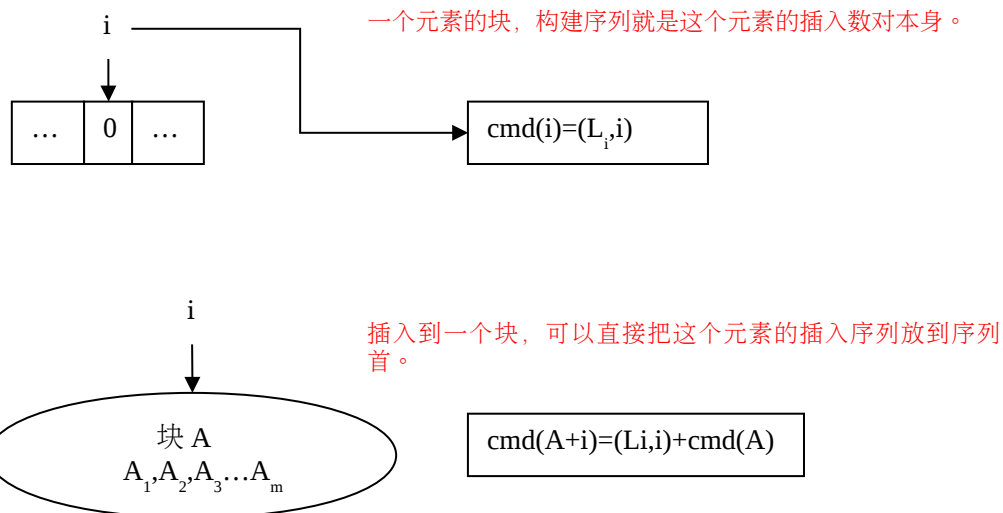 一个元素的块，构建序列就是这个元素的插入数对本身。
i
… 0 …
cmd(i)=(Li,i)
i
插入到一个块，可以直接把这个元素的插入序列放到序列
首。
块 A
A1,A2,A3…Am
cmd(A+i)=(Li,i)+cmd(A)